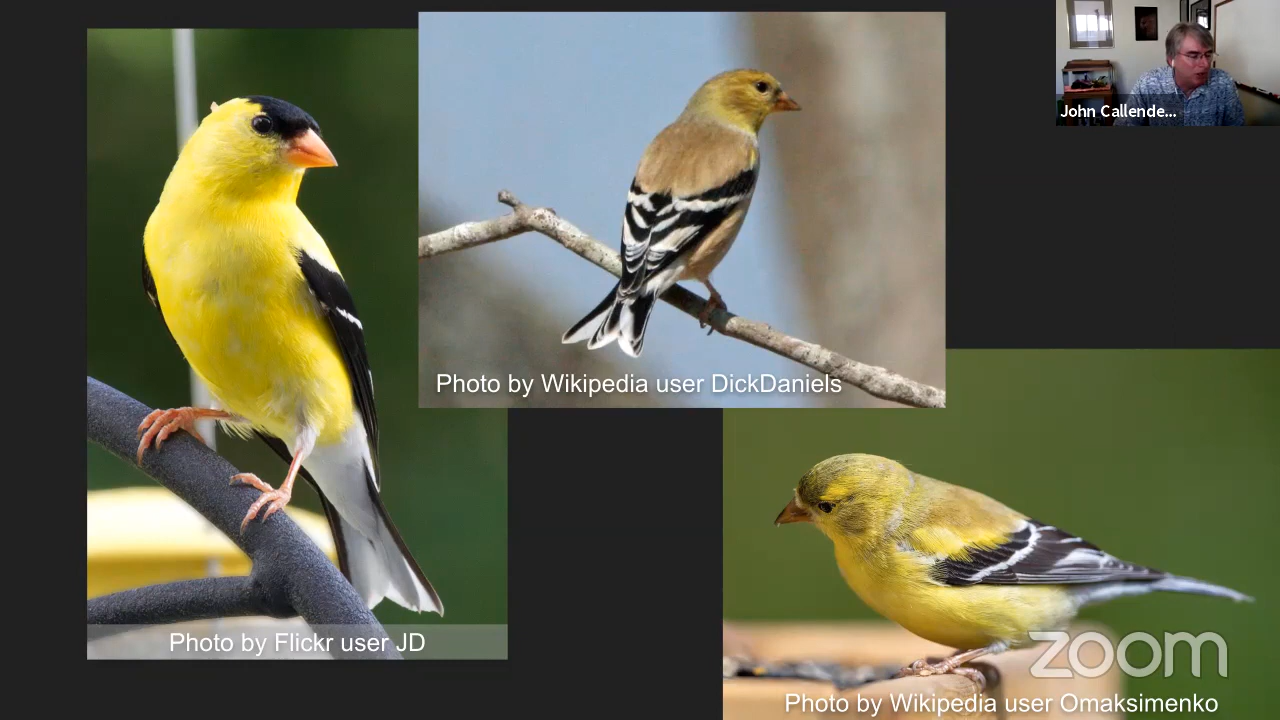 John Callende...
Photo by Wikipedia user DickDaniels
Photo by Flickr user JD
zoom
Photo by Wikipedia user Omaksimenko